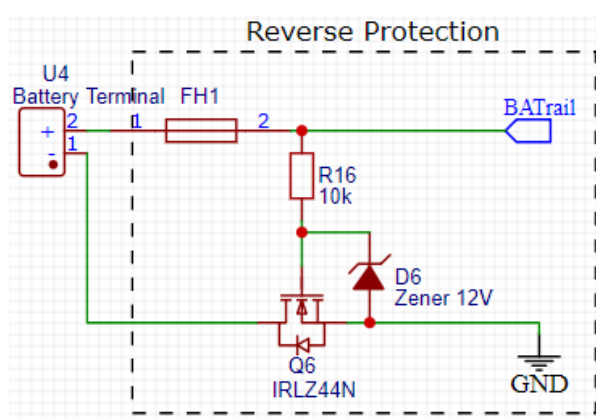 Reverse Protection
U4
Battery Terminal
FH1
2
1
1
2
+
-
BATrail
R16
10k
D6
Zener 12V
Q6
IRLZ44N
GND